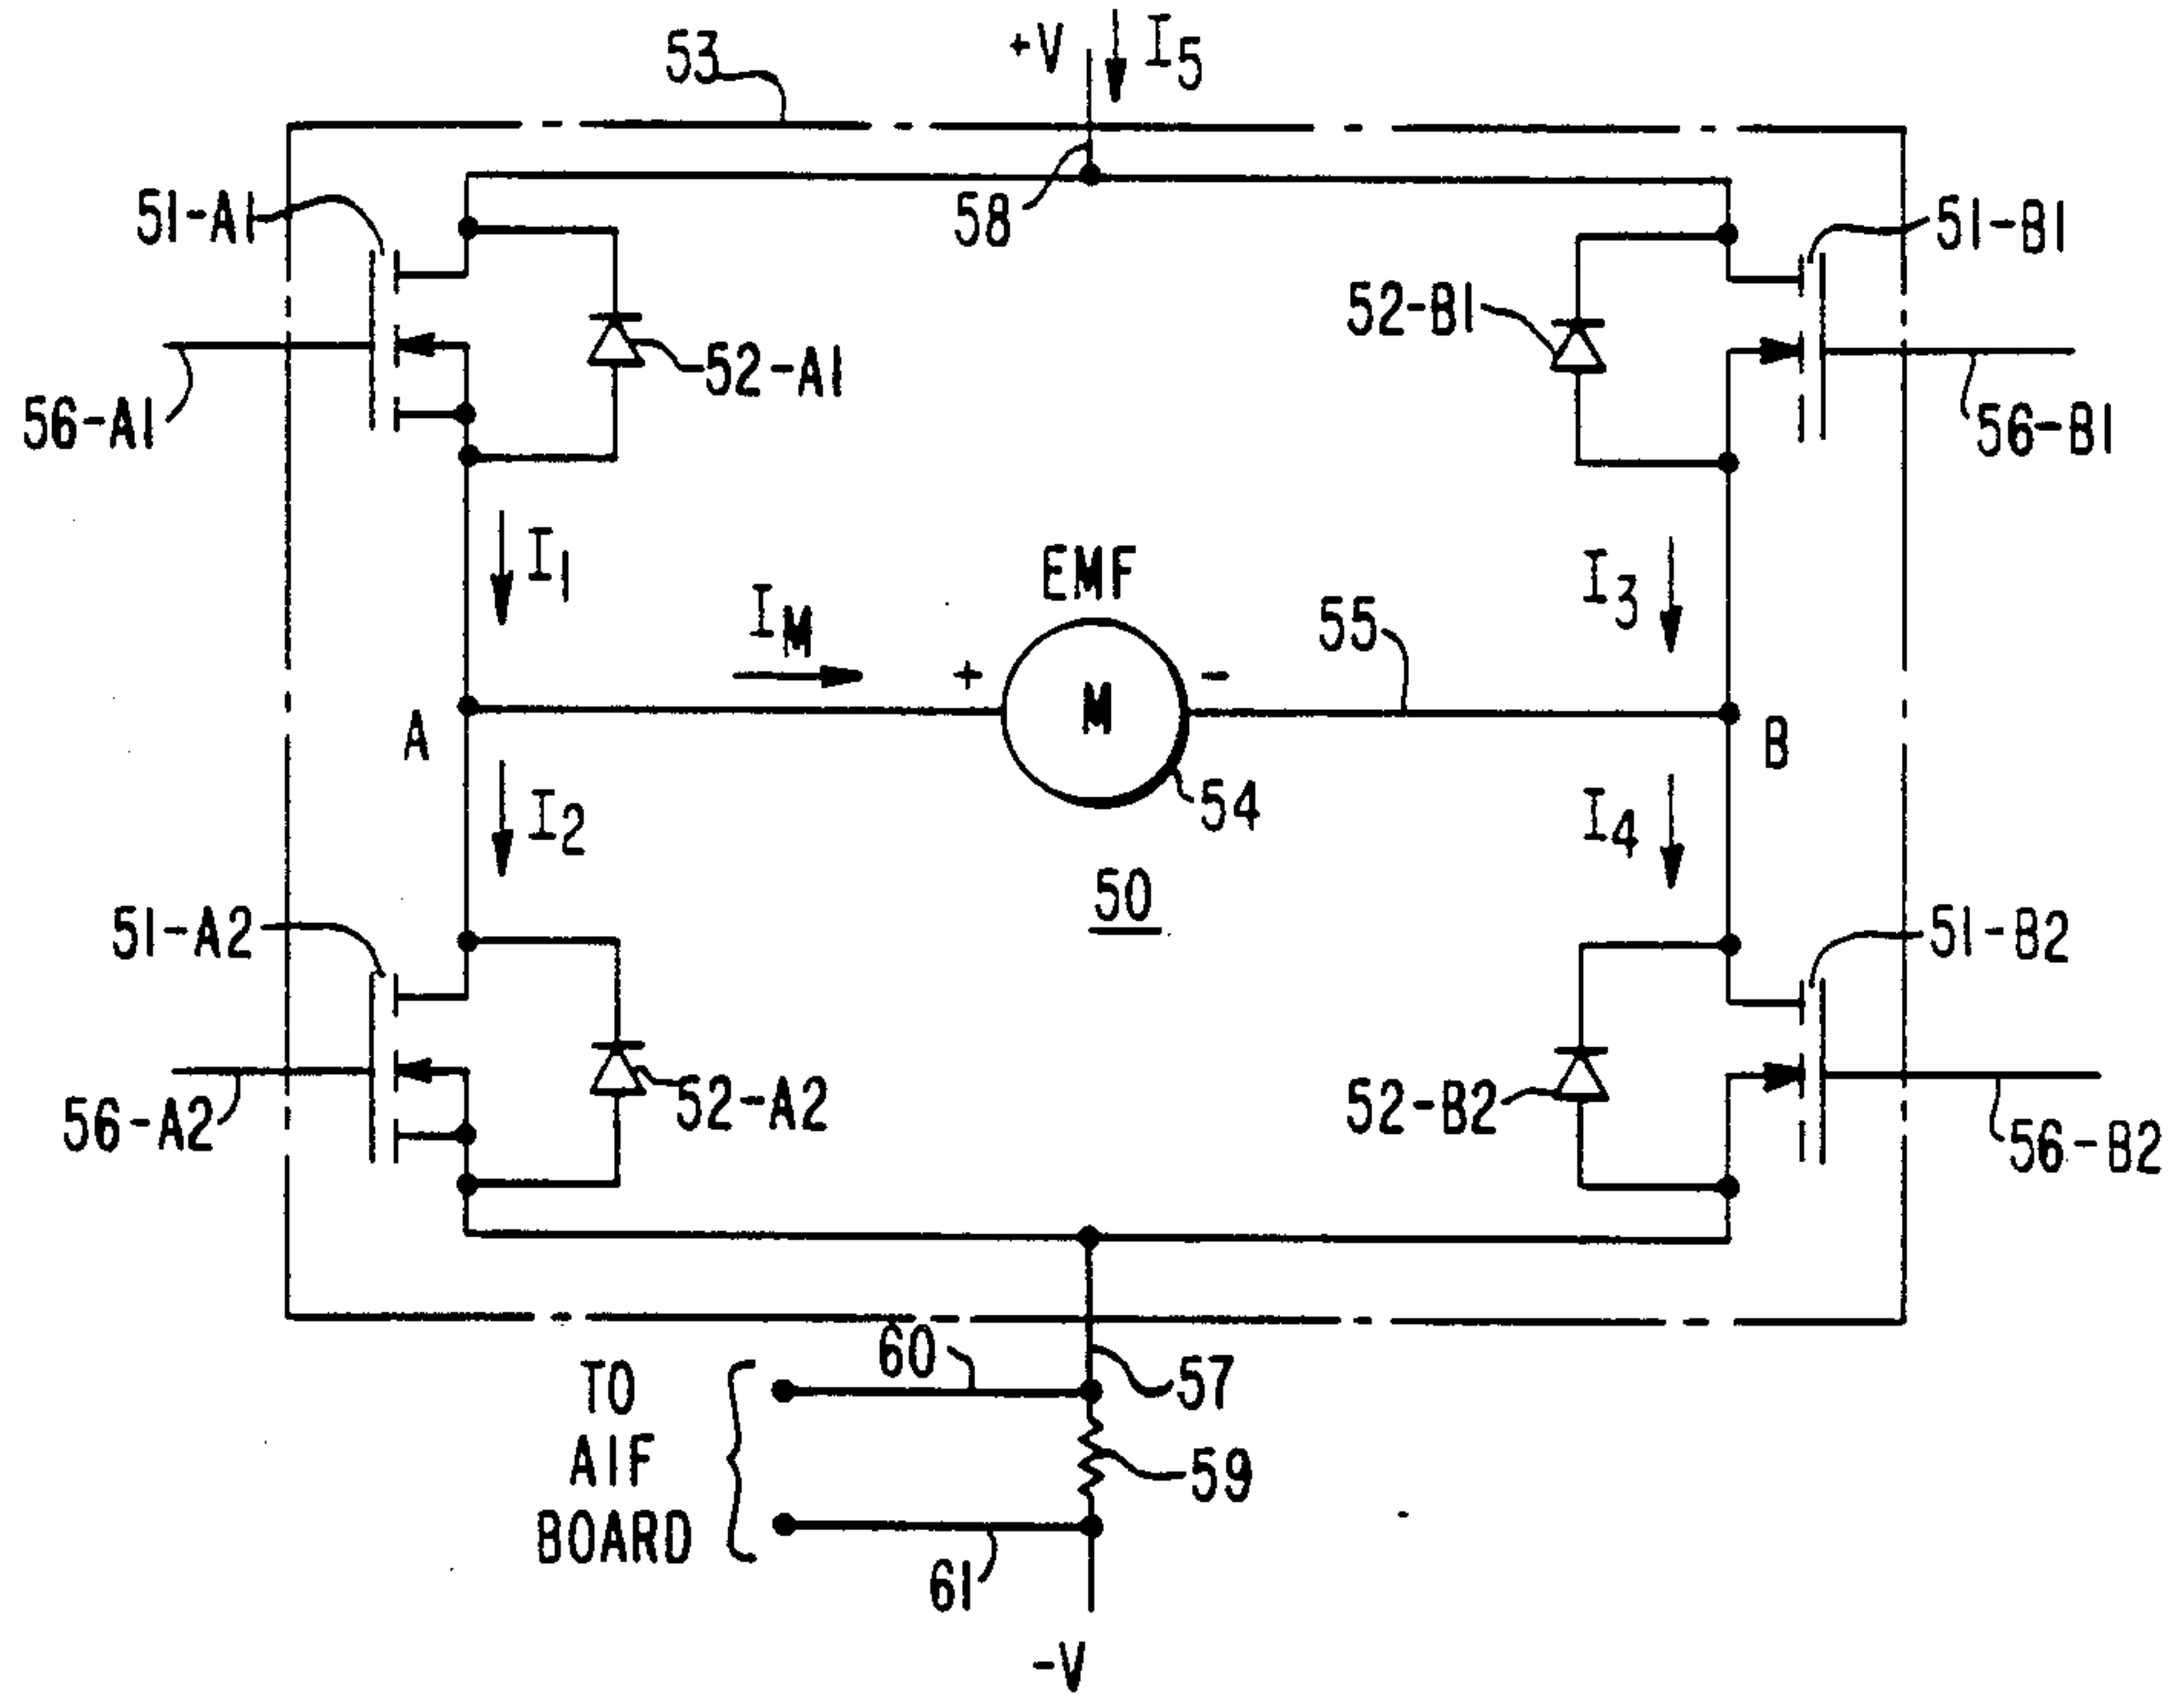 53
+V
I5
58
51-A1
51-B1
52-A1
52-B1
56-A1
56-B1
I1
IM
EMF
+
M
-
55
I3
A
B
I2
54
I4
50
51-A2
51-B2
52-A2
52-B2
56-A2
56-B2
60
57
TO
AIF
BOARD
59
61
-V